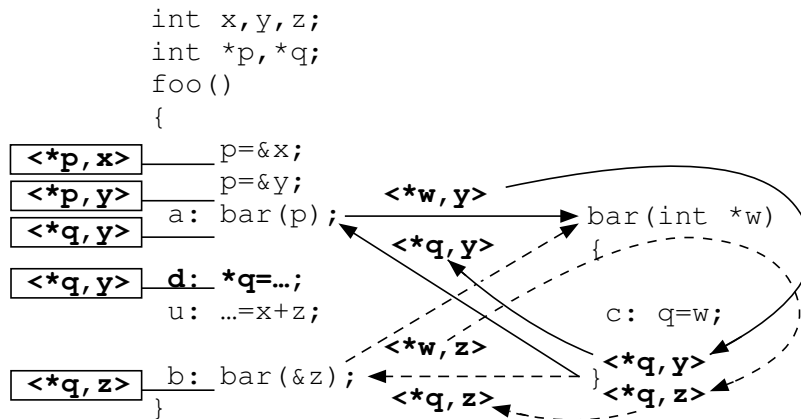 int x,y,z;
int *p,*q;
foo()
{
<*p,x> p=&x;
<*p,y> p=&y;
<*q,y> a: bar(p); <*w,y> bar(int *w)
<*q,y> {
<*q,y> d: *q=…;
u: …=x+z; c: q=w;
<*w,z> <*q,y>
<*q,z> b: bar(&z); }
<*q,z> <*q,z>
}